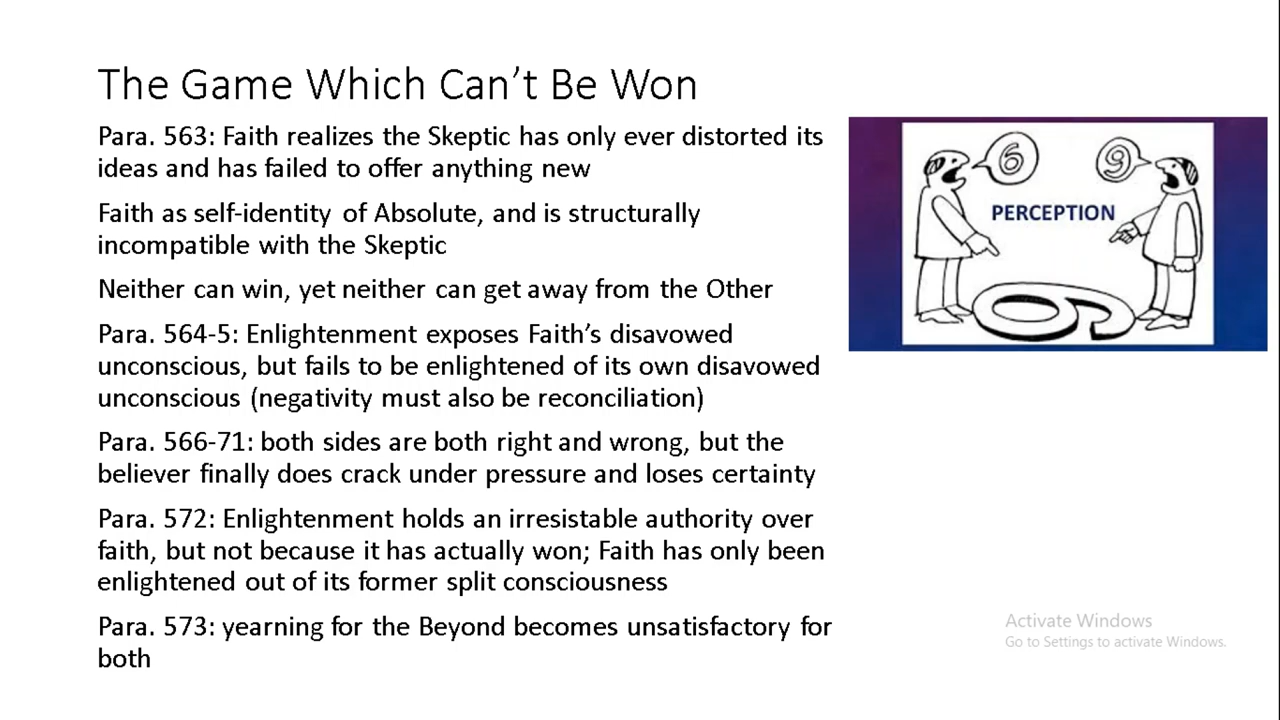 The Game Which Can't Be Won
Para. 563: Faith realizes the Skeptic has only ever distorted its
ideas and has failed to offer anything new
Faith as self-identity of Absolute, and is structurally
incompatible with the Skeptic
Neither can win, yet neither can get away from the Other
Para. 564-5: Enlightenment exposes Faith's disavowed
unconscious, but fails to be enlightened of its own disavowed
unconscious (negativity must also be reconciliation)
Para. 566-71: both sides are both right and wrong, but the
believer finally does crack under pressure and loses certainty
Para. 572: Enlightenment holds an irresistable authority over
faith, but not because it has actually won; Faith has only been
enlightened out of its former split consciousness
Para. 573: yearning for the Beyond becomes unsatisfactory for
both
6
9
PERCEPTION
6
Activate Windows
Go to Settings to activate Windows.